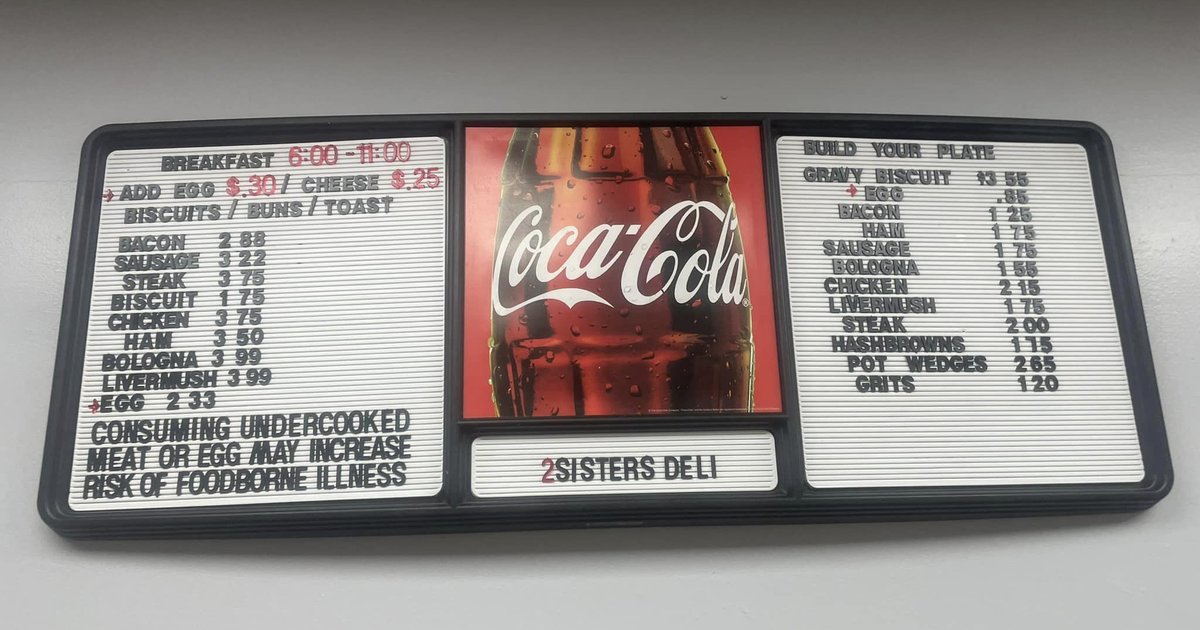 BREAKFAST 6:00-11:00
ADD EGG $.30/ CHEESE $.25
BISCUITS / BUNS / TOAST
BACON 2 88
SAUSAGE 3 22
STEAK 3 75
BISCUIT 1 75
CHICKEN 3 75
HAM 3 50
BOLOGNA 3 99
LIVERMUSH 3 99
EGG 2 33
CONSUMING UNDERCOOKED
MEAT OR EGG MAY INCREASE
RISK OF FOODBORNE ILLNESS
Coca-Cola
2SISTERS DELI
BUILD YOUR PLATE
GRAVY BISCUIT $3 55
EGG .85
BACON 1 25
HAM 1 75
SAUSAGE 1 75
BOLOGNA 1 55
CHICKEN 2 15
LIVERMUSH 1 75
STEAK 2 00
HASHBROWNS
POT WEDGES 2 65
GRITS 1 20